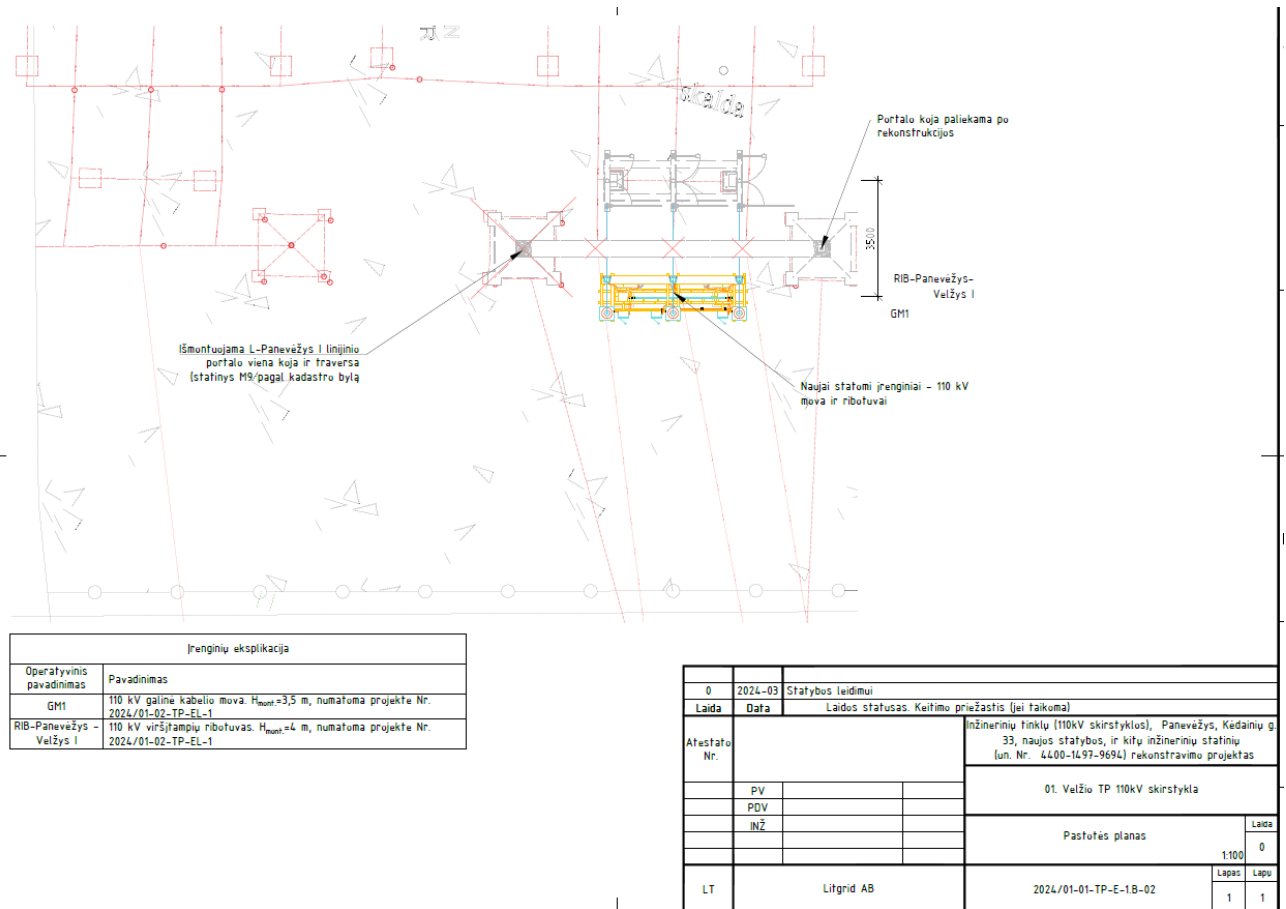 skalda
Portalo koja paliekama po
rekonstrukcijos
3500
RIB-Panevėžys-
Velžys I
GM1
Išmontuojama L-Panevėžys I linijinio
portalo viena koja ir traversa
(statinys M9/pagal kadastro bylą
Naujai statomi įrenginiai - 110 kV
mova ir ribotuvai
Įrenginių eksplikacija
Operatyvinis
pavadinimas
Pavadinimas
GM1
110 kV galinė kabelio mova. Hmont.=3,5 m, numatoma projekte Nr.
2024/01-02-TP-EL-1
RIB-Panevėžys -
Velžys I
110 kV viršįtampių ribotuvas. Hmont.=4 m, numatoma projekte Nr.
2024/01-02-TP-EL-1
0 2024-03 Statybos leidimui
Laida Data Laidos statusas. Keitimo priežastis (jei taikoma)
Atestato
Nr.
Inžinerinių tinklų (110kV skirstyklos), Panevėžys, Kėdainių g.
33, naujos statybos, ir kitų inžinerinių statinių
(un. Nr. 4400-1497-9694) rekonstravimo projektas
PV
PDV
INŽ
01. Velžio TP 110kV skirstykla
Pastotės planas
1:100
Laida
0
LT
Litgrid AB
2024/01-01-TP-E-1.B-02
Lapas Lapų
1 1